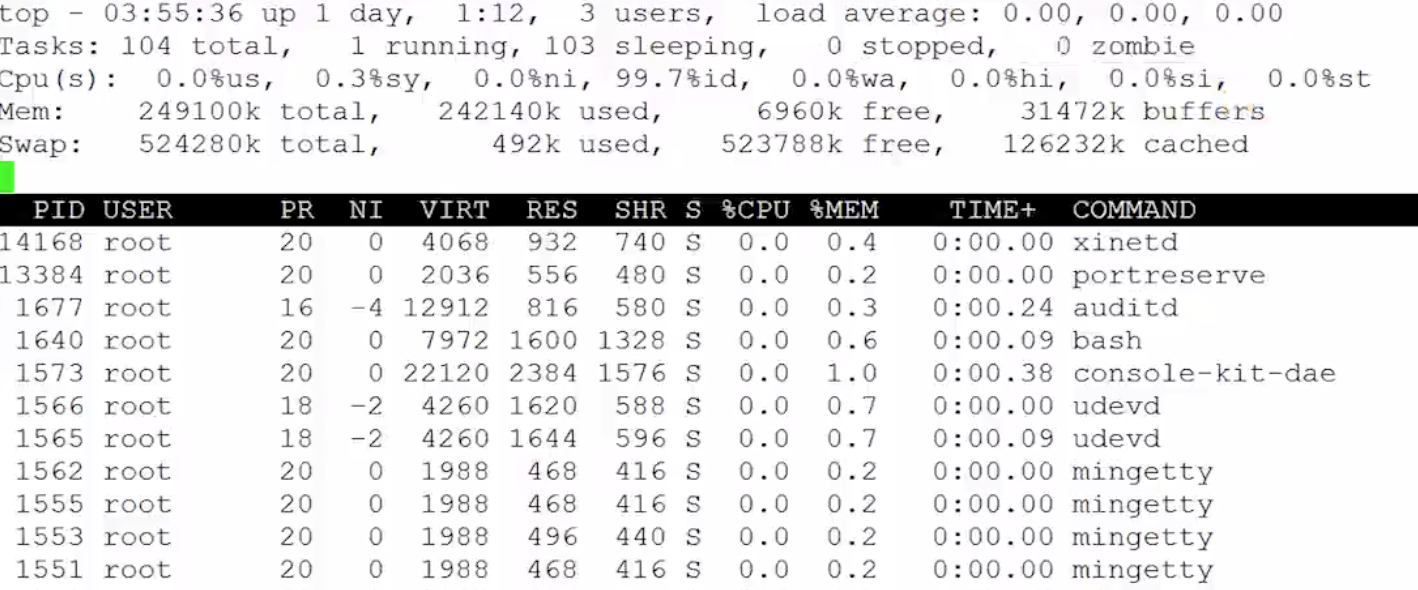 top - 03:55:36 up 1 day,  1:12,  3 users,  load average: 0.00, 0.00, 0.00
Tasks: 104 total,   1 running, 103 sleeping,   0 stopped,   0 zombie
Cpu(s):  0.0%us,  0.3%sy,  0.0%ni, 99.7%id,  0.0%wa,  0.0%hi,  0.0%si,  0.0%st
Mem:    249100k total,   242140k used,     6960k free,    31472k buffers
Swap:   524280k total,      492k used,   523788k free,   126232k cached
PID USER      PR  NI  VIRT  RES  SHR S %CPU %MEM    TIME+  COMMAND
14168 root      20   0  4068  932  740 S  0.0  0.4   0:00.00 xinetd
13384 root      20   0  2036  556  480 S  0.0  0.2   0:00.00 portreserve
1677 root      16  -4 12912  816  580 S  0.0  0.3   0:00.24 auditd
1640 root      20   0  7972 1600 1328 S  0.0  0.6   0:00.09 bash
1573 root      20   0 22120 2384 1576 S  0.0  1.0   0:00.38 console-kit-dae
1566 root      18  -2  4260 1620  588 S  0.0  0.7   0:00.00 udevd
1565 root      18  -2  4260 1644  596 S  0.0  0.7   0:00.09 udevd
1562 root      20   0  1988  468  416 S  0.0  0.2   0:00.00 mingetty
1555 root      20   0  1988  468  416 S  0.0  0.2   0:00.00 mingetty
1553 root      20   0  1988  496  440 S  0.0  0.2   0:00.00 mingetty
1551 root      20   0  1988  468  416 S  0.0  0.2   0:00.00 mingetty